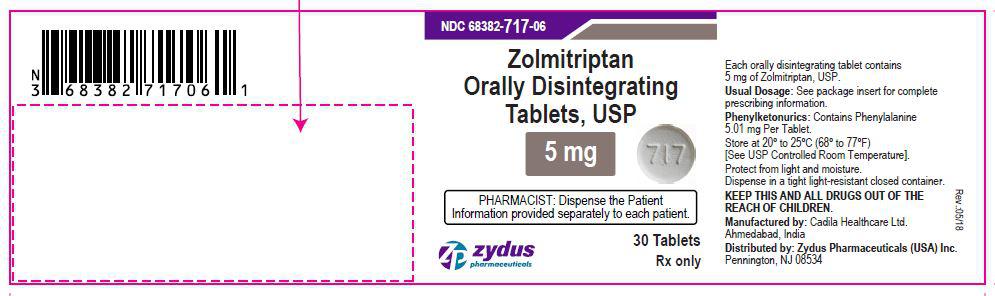 N
3 68382 71706 1
NDC 68382-717-06
Zolmitriptan
Orally Disintegrating
Tablets, USP
5 mg
717
PHARMACIST: Dispense the Patient
Information provided separately to each patient.
zydus
pharmaceuticals
30 Tablets
Rx only
Each orally disintegrating tablet contains
5 mg of Zolmitriptan, USP.
Usual Dosage: See package insert for complete
prescribing information.
Phenylketonurics: Contains Phenylalanine
5.01 mg Per Tablet.
Store at 20° to 25°C (68° to 77°F)
[See USP Controlled Room Temperature].
Protect from light and moisture.
Dispense in a tight light-resistant closed container.
KEEP THIS AND ALL DRUGS OUT OF THE
REACH OF CHILDREN.
Manufactured by: Cadila Healthcare Ltd.
Ahmedabad, India
Distributed by: Zydus Pharmaceuticals (USA) Inc.
Pennington, NJ 08534
Rev.:05/18